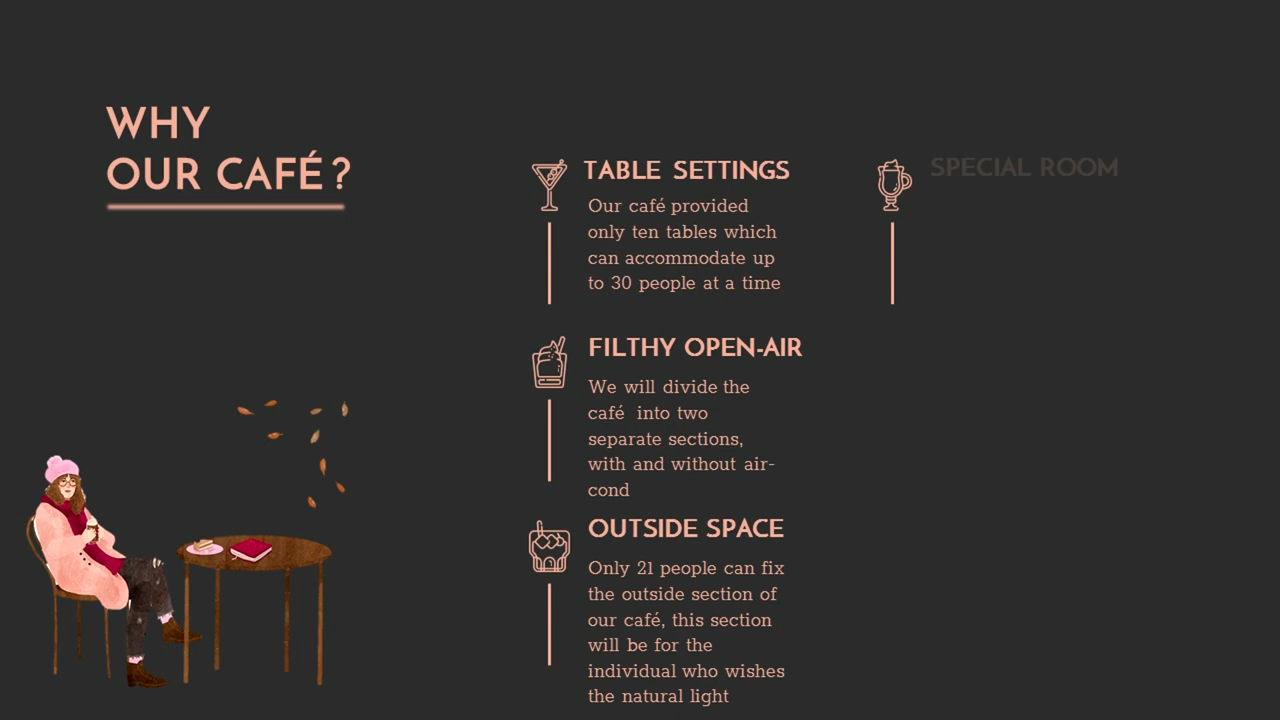 WHY
OUR CAFÉ ?
TABLE SETTINGS
Our café provided
only ten tables which
can accommodate up
to 30 people at a time
FILTHY OPEN-AIR
We will divide the
café into two
separate sections,
with and without air-
cond
OUTSIDE SPACE
Only 21 people can fix
the outside section of
our café, this section
will be for the
individual who wishes
the natural light
SPECIAL ROOM